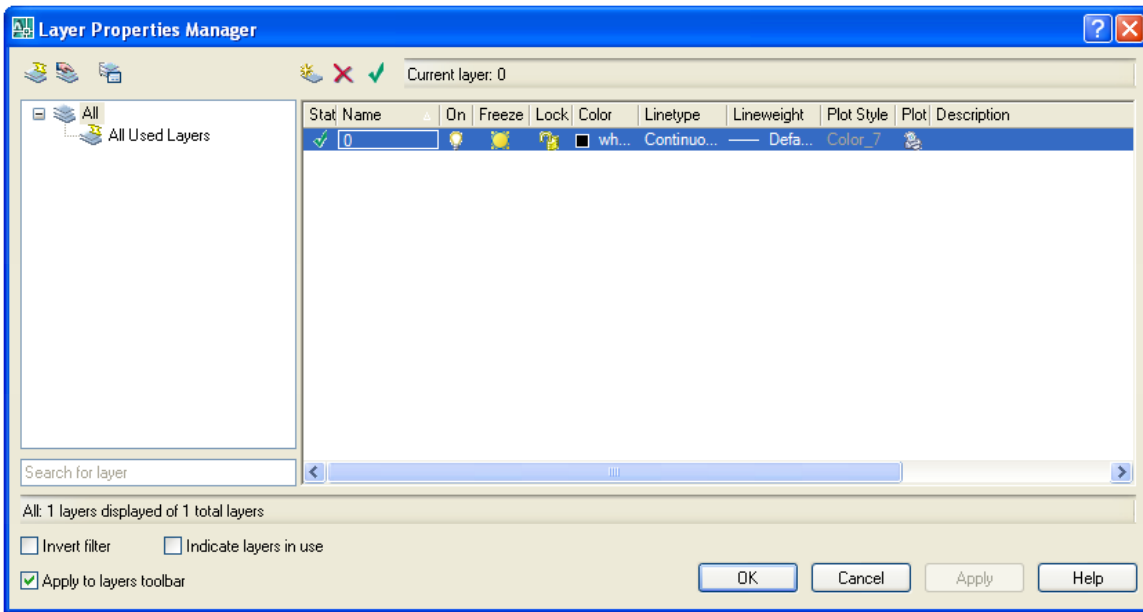 Layer Properties Manager
Current layer: 0
All
All Used Layers
Stat Name On Freeze Lock Color Linetype Lineweight Plot Style Plot Description
0 wh... Continuo... Defa... Color_7
Search for layer
All: 1 layers displayed of 1 total layers
Invert filter Indicate layers in use
Apply to layers toolbar
OK Cancel Apply Help